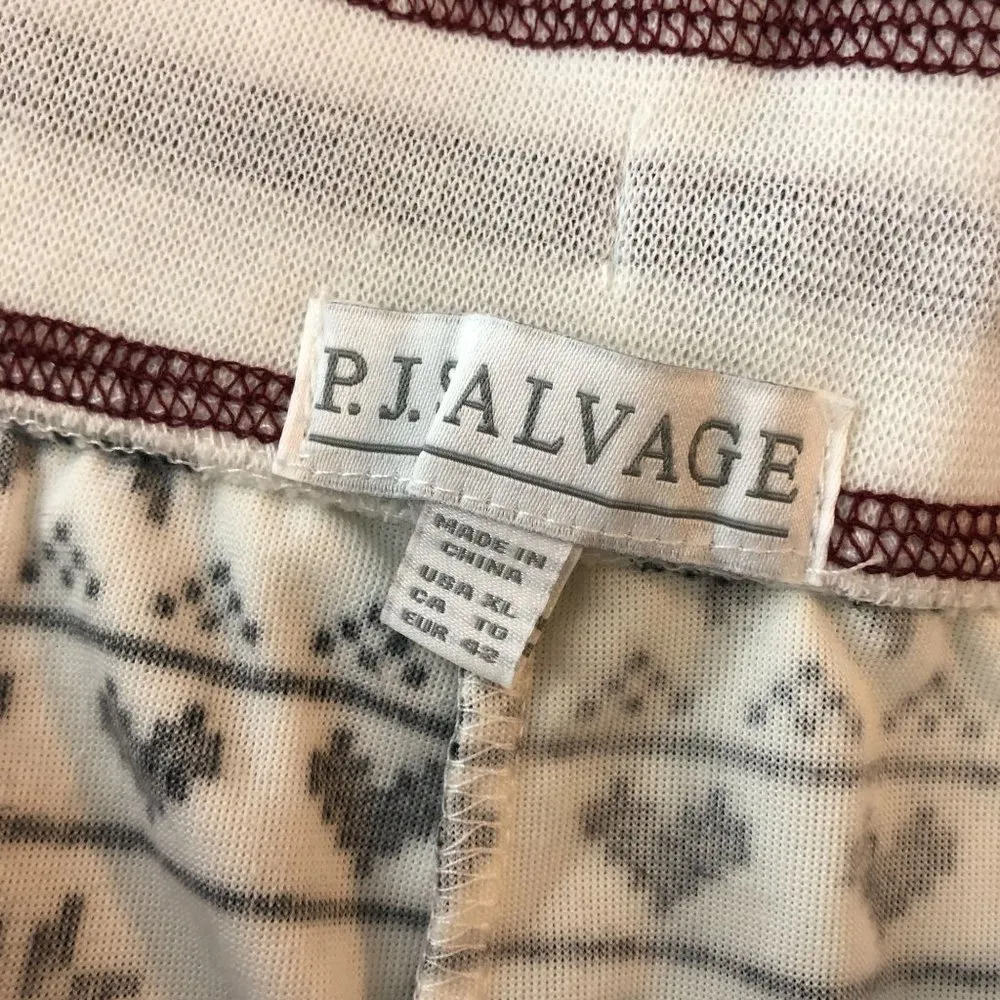 P.J. SALVAGE
MADE IN
CHINA
USA XL
CA TG
EUR 42